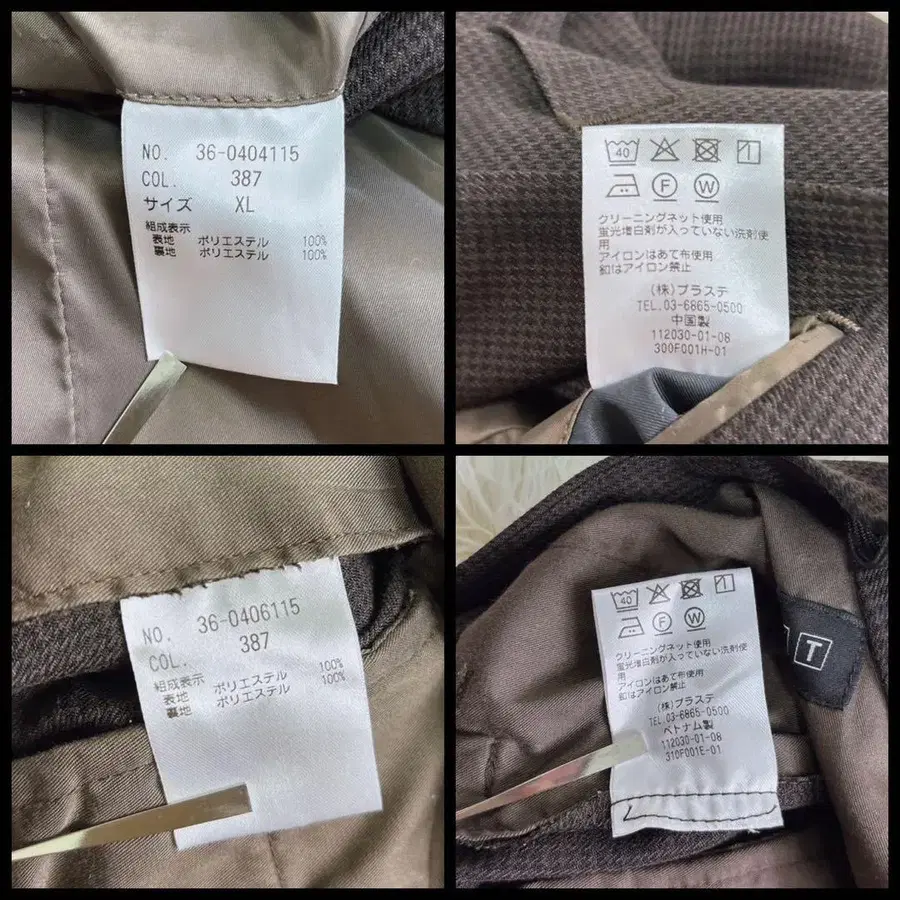 NO. 36-0404115
COL. 387
サイズ XL
組成表示
表地 ポリエステル 100%
裏地 ポリエステル 100%
40
F W
クリーニングネット使用
蛍光増白剤が入っていない洗剤使
用
アイロンはあて布使用
釦はアイロン禁止
(株)プラステ
TEL.03-6865-0500
中国製
112030-01-08
300F001H-01
NO. 36-0406115
COL. 387
組成表示
表地 ポリエステル 100%
裏地 ポリエステル 100%
40
F W
クリーニングネット使用
蛍光増白剤が入っていない洗剤使
用
アイロンはあて布使用
釦はアイロン禁止
(株)プラステ
TEL.03-6865-0500
ベトナム製
112030-01-08
310F001E-01
T